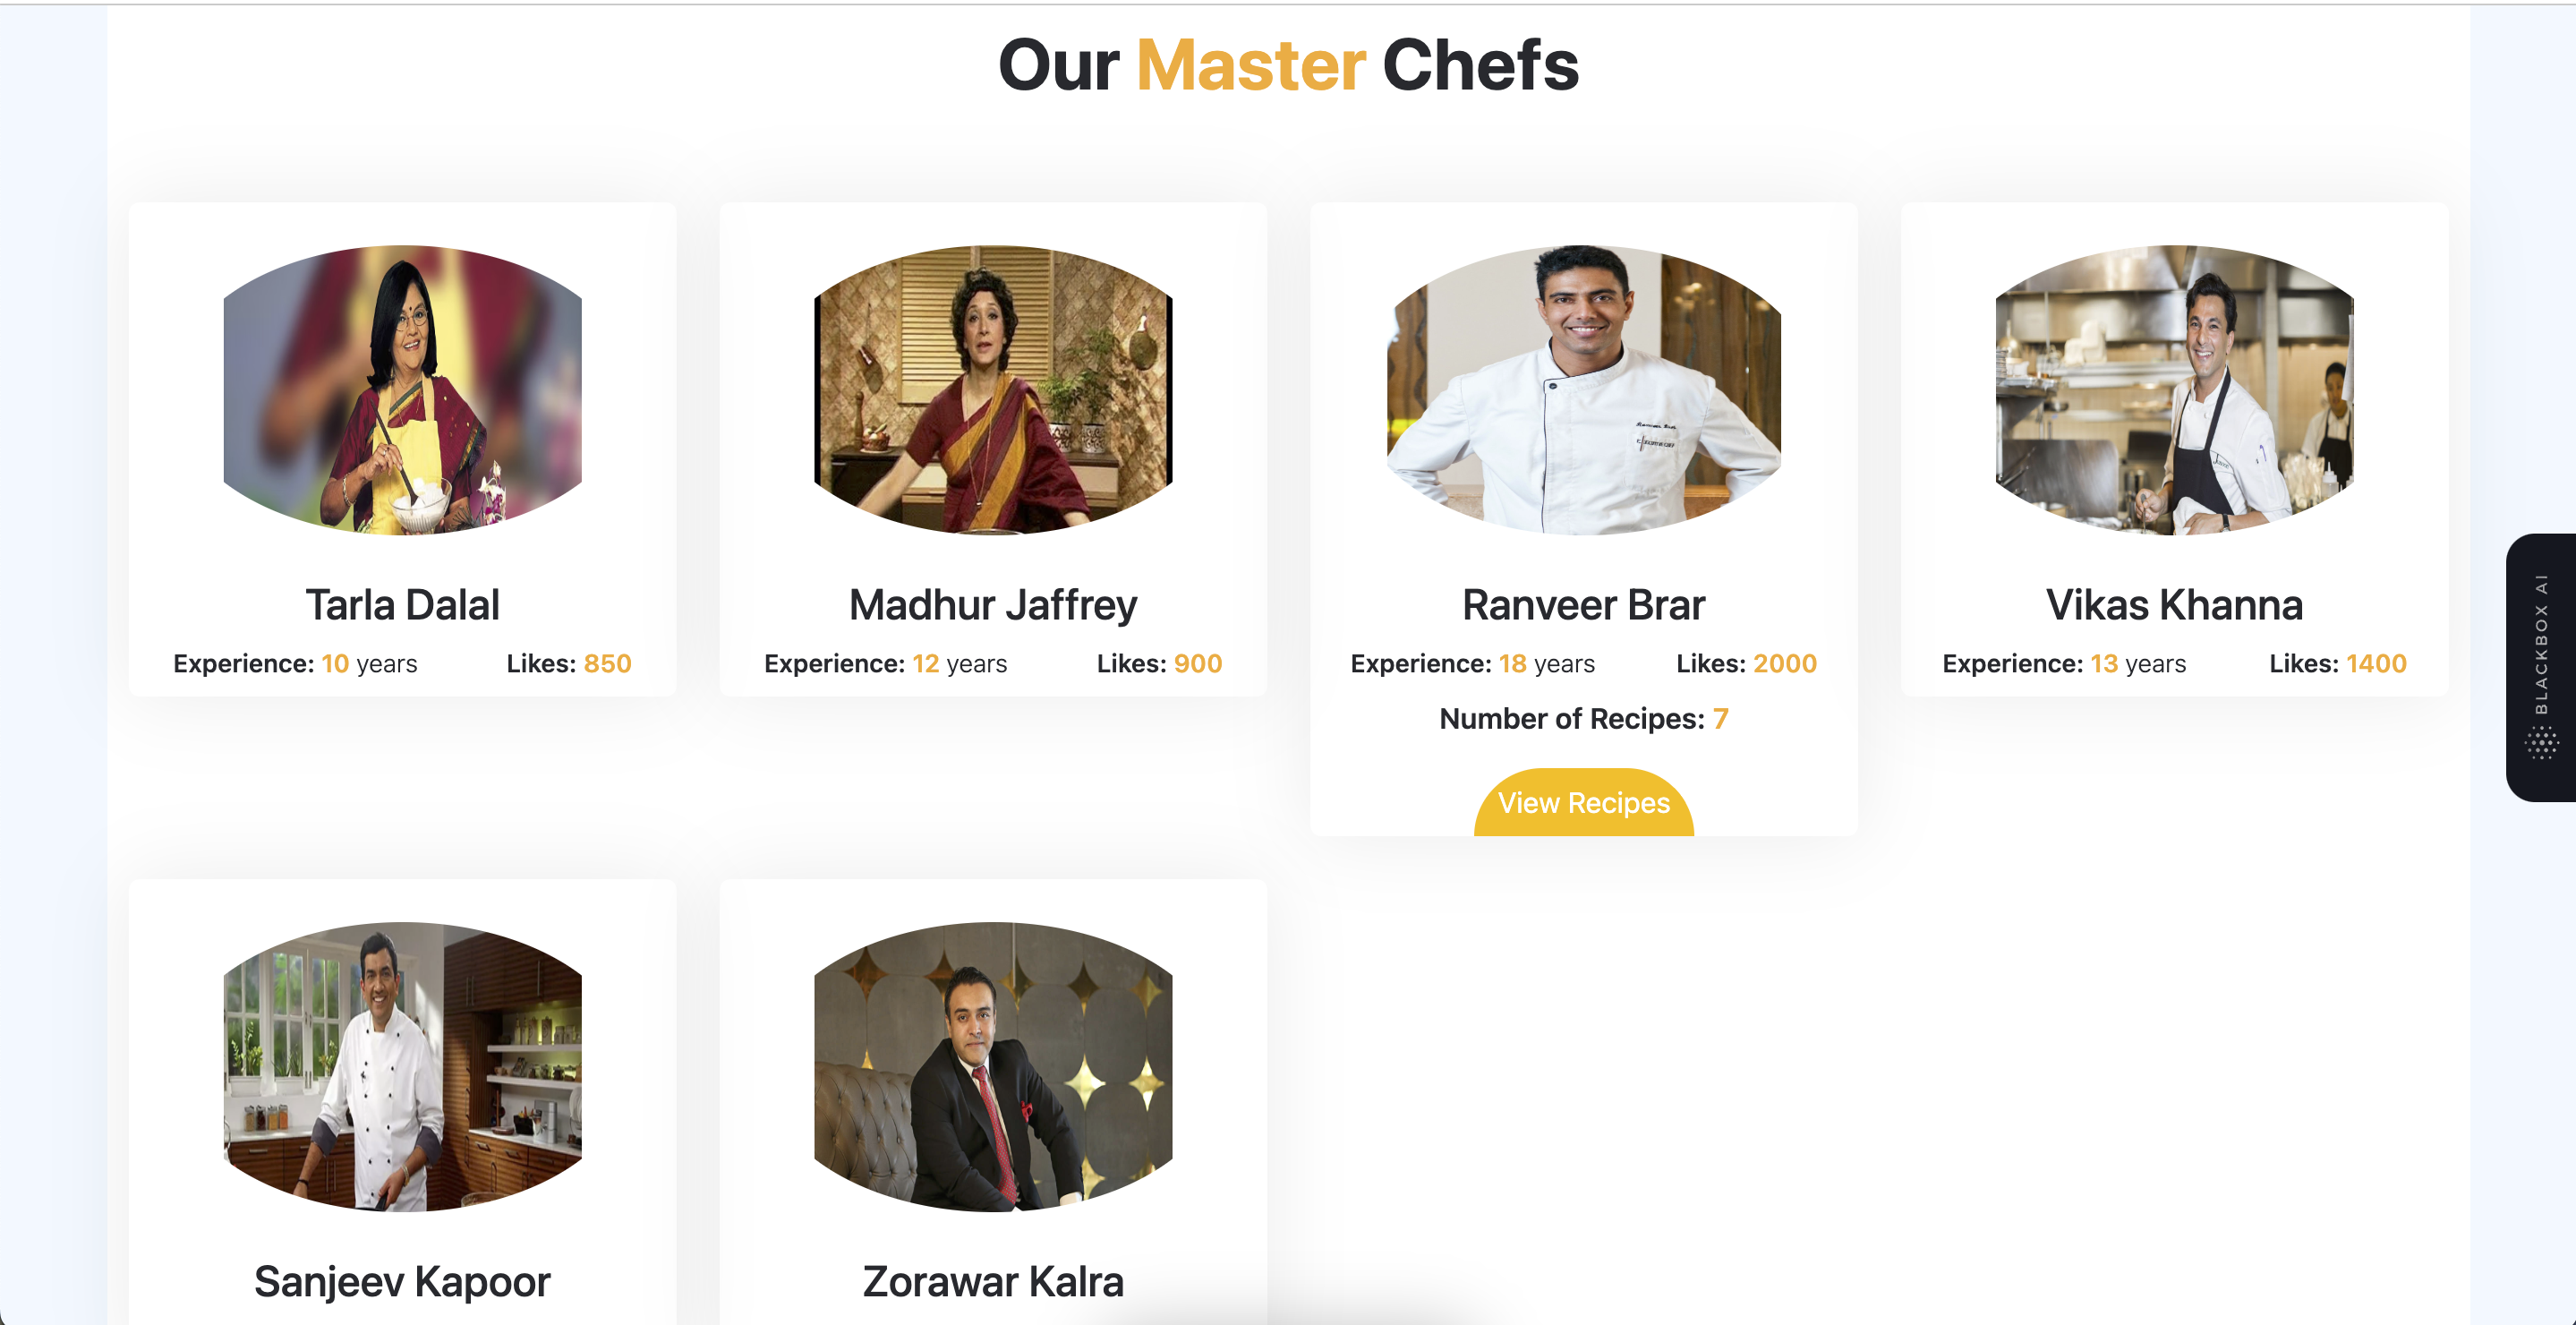 Our Master Chefs
Tarla Dalal
Experience: 10 years Likes: 850
Madhur Jaffrey
Experience: 12 years Likes: 900
Ranveer Brar
Experience: 18 years Likes: 2000
Number of Recipes: 7
View Recipes
Vikas Khanna
Experience: 13 years Likes: 1400
BLACKBOX AI
Sanjeev Kapoor
Zorawar Kalra